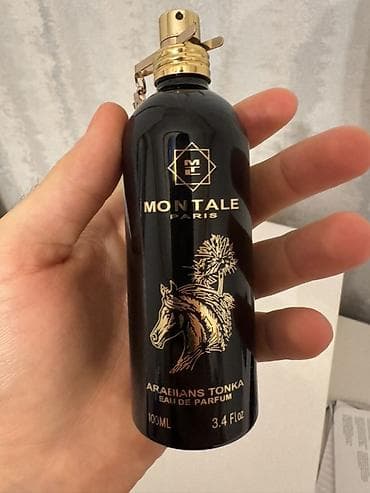 MONTALE
PARIS
ARABIANS TONKA
EAU DE PARFUM
100ML 3.4 Fl.oz